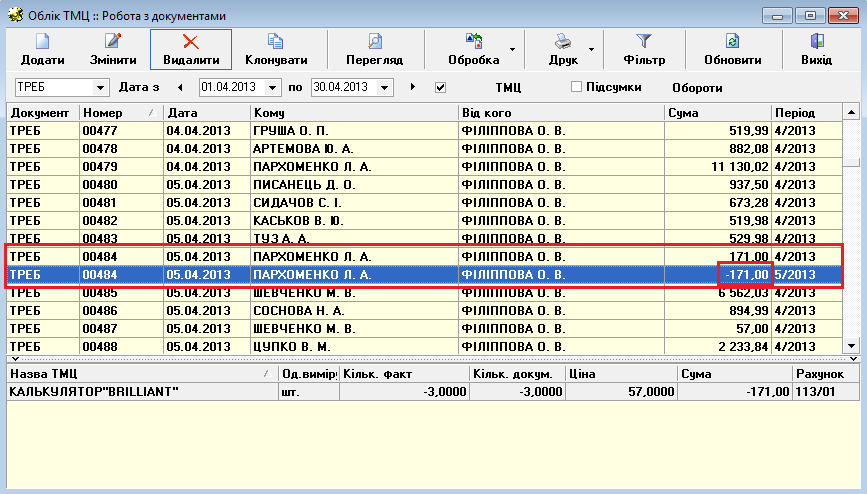 Облік ТМЦ :: Робота з документами
Додати Змінити Видалити Клонувати Перегляд Обробка Друк Фільтр Обновити Вихід
ТРЕБ Дата з 01.04.2013 по 30.04.2013 ТМЦ Підсумки Обороти
Документ Номер Дата Кому Від кого Сума Період
ТРЕБ 00477 04.04.2013 ГРУША О. П. ФІЛІППОВА О. В. 519,99 4/2013
ТРЕБ 00478 04.04.2013 АРТЕМОВА Ю. А. ФІЛІППОВА О. В. 882,08 4/2013
ТРЕБ 00479 04.04.2013 ПАРХОМЕНКО Л. А. ФІЛІППОВА О. В. 11 130,02 4/2013
ТРЕБ 00480 05.04.2013 ПИСАНЕЦЬ Д. О. ФІЛІППОВА О. В. 937,50 4/2013
ТРЕБ 00481 05.04.2013 СИДАЧОВ С. І. ФІЛІППОВА О. В. 673,28 4/2013
ТРЕБ 00482 05.04.2013 КАСЬКОВ В. Ю. ФІЛІППОВА О. В. 519,98 4/2013
ТРЕБ 00483 05.04.2013 ТУЗ А. А. ФІЛІППОВА О. В. 529,98 4/2013
ТРЕБ 00484 05.04.2013 ПАРХОМЕНКО Л. А. ФІЛІППОВА О. В. 171,00 4/2013
ТРЕБ 00484 05.04.2013 ПАРХОМЕНКО Л. А. ФІЛІППОВА О. В. -171,00 5/2013
ТРЕБ 00485 05.04.2013 ШЕВЧЕНКО М. В. ФІЛІППОВА О. В. 6 562,03 4/2013
ТРЕБ 00486 05.04.2013 СОСНОВА Н. А. ФІЛІППОВА О. В. 894,99 4/2013
ТРЕБ 00487 05.04.2013 ШЕВЧЕНКО М. В. ФІЛІППОВА О. В. 57,00 4/2013
ТРЕБ 00488 05.04.2013 ЦУПКО В. М. ФІЛІППОВА О. В. 2 233,84 4/2013
Назва ТМЦ Од.виміру Кільк. факт Кільк. докум. Ціна Сума Рахунок
КАЛЬКУЛЯТОР"BRILLIANT" шт. -3,0000 -3,0000 57,0000 -171,00 113/01